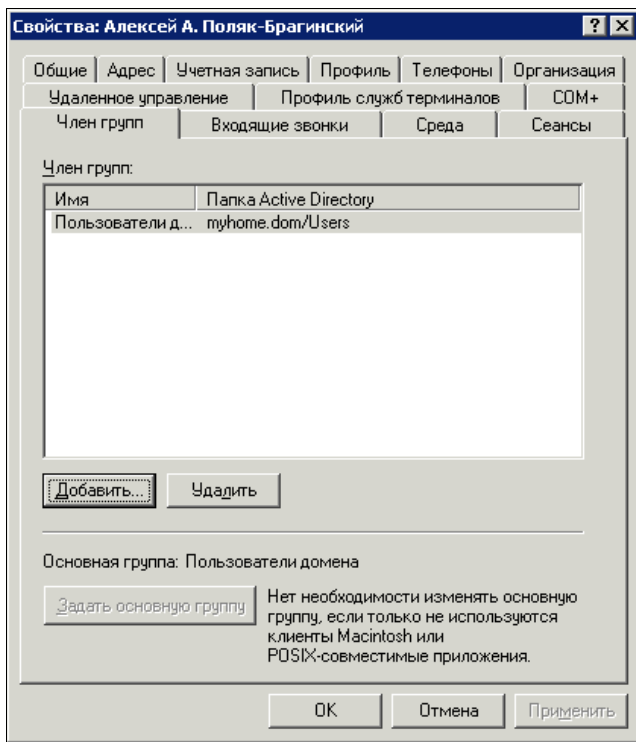 Свойства: Алексей А. Поляк-Брагинский
Общие Адрес Учетная запись Профиль Телефоны Организация
Удаленное управление Профиль служб терминалов COM+
Член групп Входящие звонки Среда Сеансы
Член групп:
Имя Папка Active Directory
Пользователи д... myhome.dom/Users
Добавить... Удалить
Основная группа: Пользователи домена
Задать основную группу
Нет необходимости изменять основную
группу, если только не используются
клиенты Macintosh или
POSIX-совместимые приложения.
OK Отмена Применить